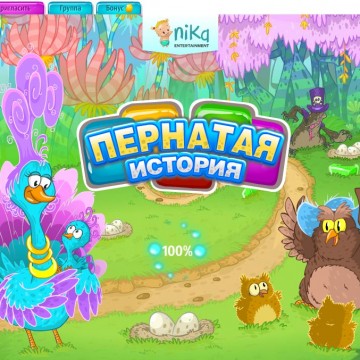 Пригласить Группа Бонус
nika
ENTERTAINMENT
ПЕРНАТАЯ
ИСТОРИЯ
100%